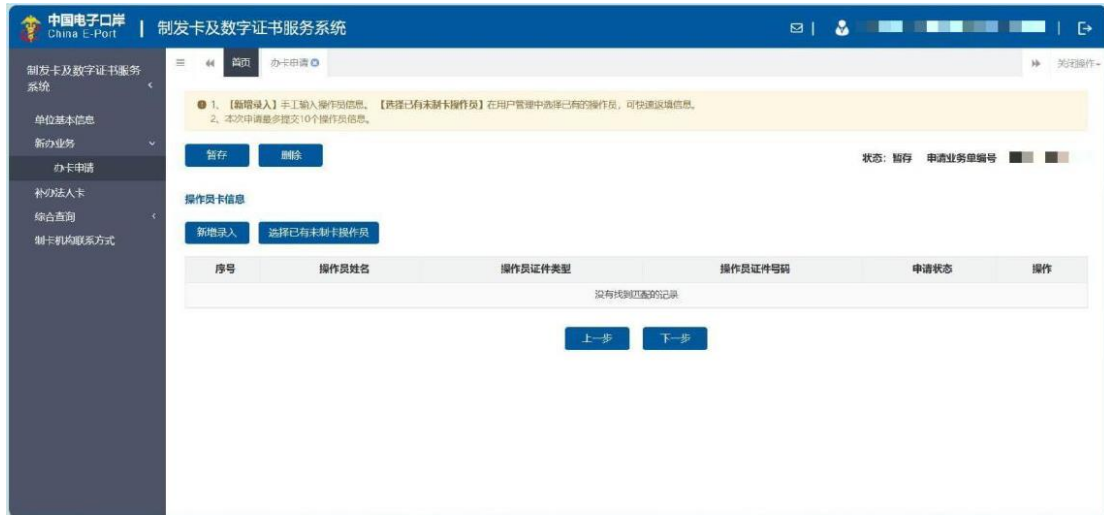 中国电子口岸
China E-Port
制发卡及数字证书服务系统
制发卡及数字证书服务
系统
首页
办卡申请
关闭操作
单位基本信息
新办业务
办卡申请
补办法人卡
综合查询
制卡机构联系方式
1、【新增录入】手工输入操作员信息。【选择已有未制卡操作员】在用户管理中选择已有的操作员，可快速返填信息。
2、本次申请最多提交10个操作员信息。
暂存
删除
状态：暂存
申请业务单编号
操作员卡信息
新增录入
选择已有未制卡操作员
序号 操作员姓名 操作员证件类型 操作员证件号码 申请状态 操作
没有找到匹配的记录
上一步
下一步